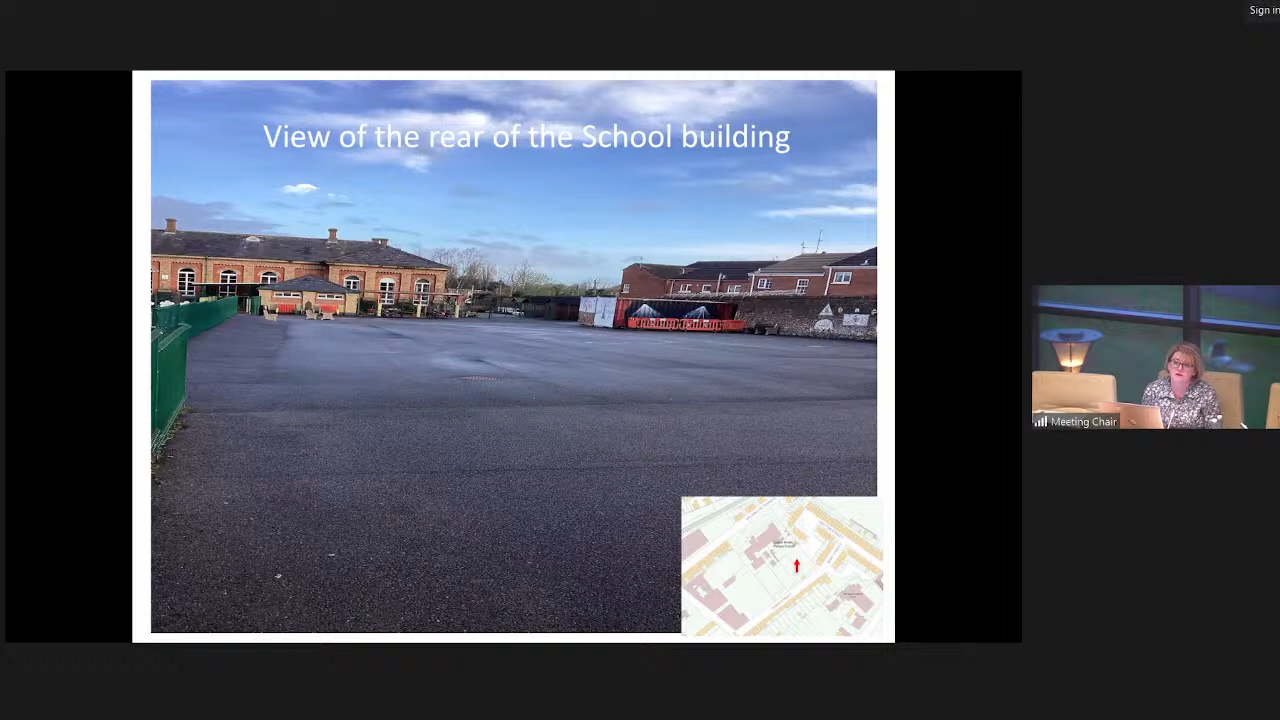 Sign in
View of the rear of the School building
Meeting Chair